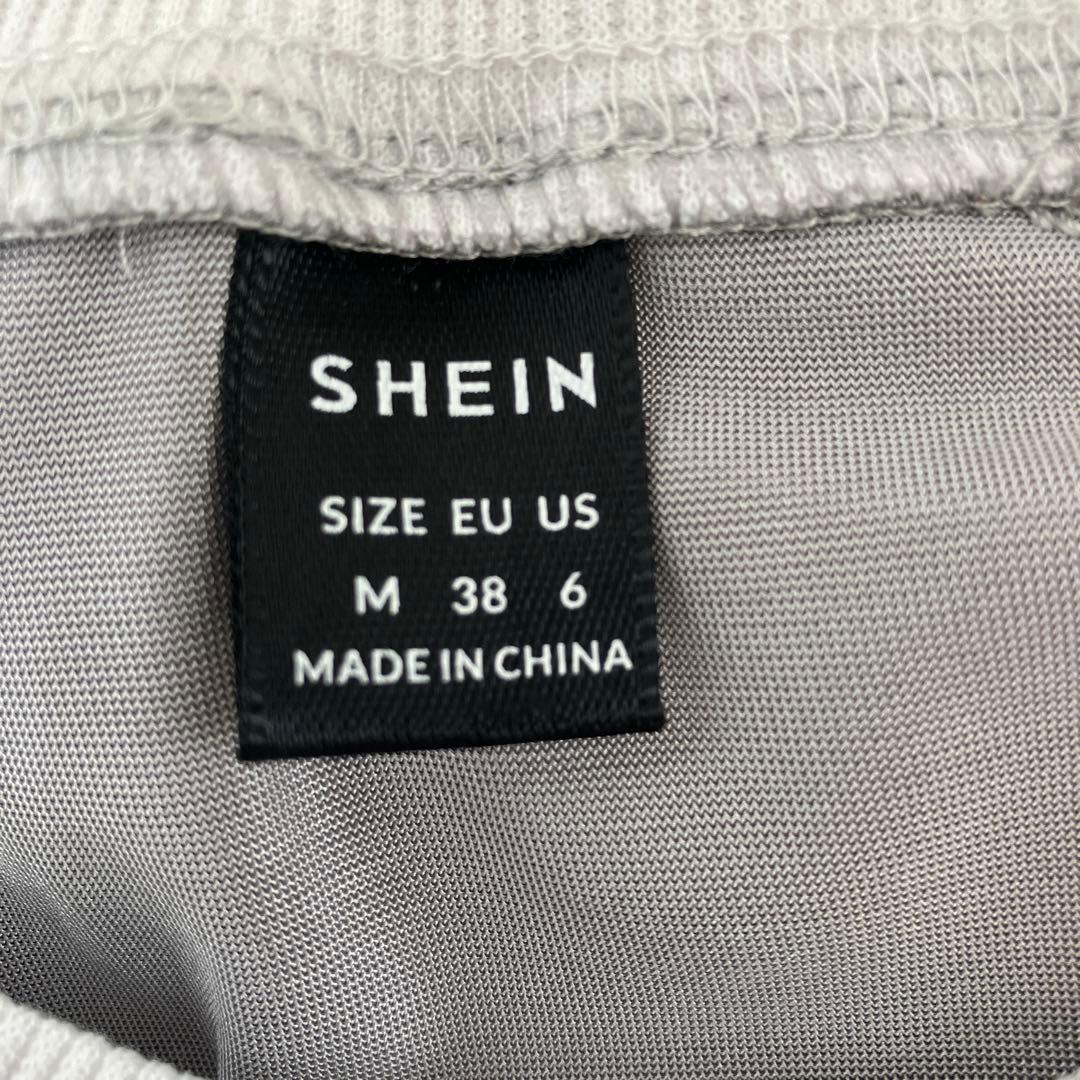 SHEIN
SIZE EU US
M 38 6
MADE IN CHINA